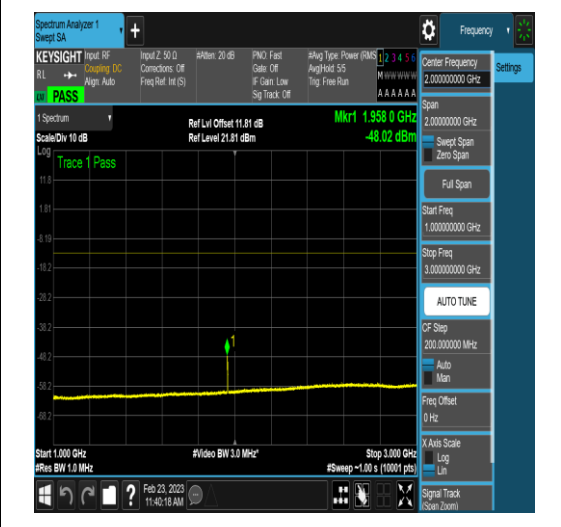 Spectrum Analyzer 1
Swept SA
+
Frequency
KEYSIGHT
RL
PASS
Input: RF
Coupling: DC
Align: Auto
Input Z: 50 Ω
Corrections: Off
Freq Ref: Int (S)
#Atten: 20 dB
PNO: Fast
Gate: Off
IF Gain: Low
Sig Track: Off
#Avg Type: Power (RMS
Avg|Hold: 5/5
Trig: Free Run
1 2 3 4 5 6
M W W W W W
A A A A A A
1 Spectrum
Scale/Div 10 dB
Ref Lvl Offset 11.81 dB
Ref Level 21.81 dBm
Mkr1 1.958 0 GHz
-48.02 dBm
Log
Trace 1 Pass
11.8
1.81
-8.19
-18.2
-28.2
-38.2
-48.2
-58.2
-68.2
1
Start 1.000 GHz
#Res BW 1.0 MHz
#Video BW 3.0 MHz*
Stop 3.000 GHz
#Sweep ~1.00 s (10001 pts)
Feb 23, 2023
11:40:18 AM
?
Center Frequency
2.000000000 GHz
Settings
Span
2.00000000 GHz
Swept Span
Zero Span
Full Span
Start Freq
1.000000000 GHz
Stop Freq
3.000000000 GHz
AUTO TUNE
CF Step
200.000000 MHz
Auto
Man
Freq Offset
0 Hz
X Axis Scale
Log
Lin
Signal Track
(Span Zoom)